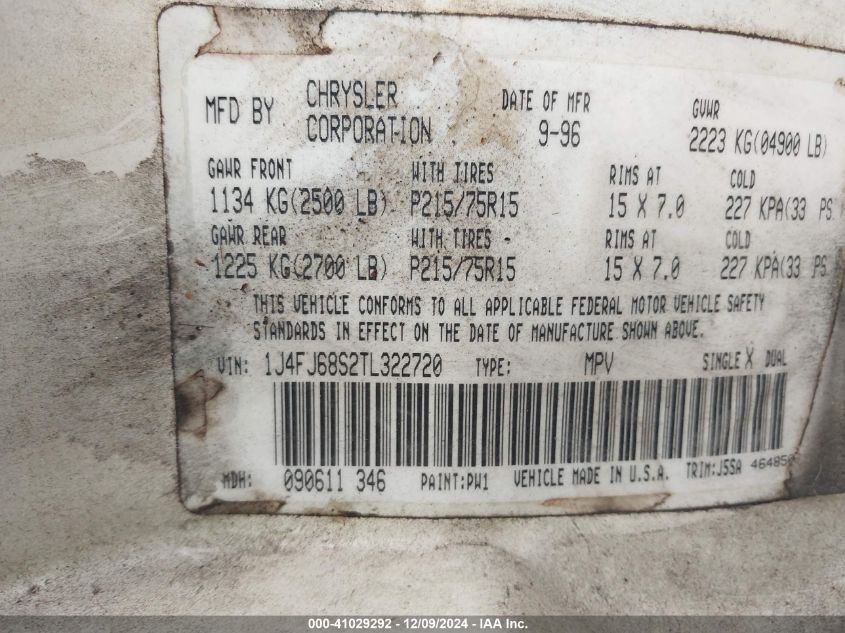 MFD BY CHRYSLER CORPORATION DATE OF MFR 9-96 GVWR 2223 KG(04900 LB)
GAWR FRONT WITH TIRES RIMS AT COLD
1134 KG(2500 LB) P215/75R15 15 X 7.0 227 KPA(33 PS
GAWR REAR WITH TIRES - RIMS AT COLD
1225 KG(2700 LB) P215/75R15 15 X 7.0 227 KPA(33 PS
THIS VEHICLE CONFORMS TO ALL APPLICABLE FEDERAL MOTOR VEHICLE SAFETY
STANDARDS IN EFFECT ON THE DATE OF MANUFACTURE SHOWN ABOVE.
VIN: 1J4FJ68S2TL322720 TYPE: MPV SINGLE X DUAL
MDH: 090611 346 PAINT:PW1 VEHICLE MADE IN U.S.A. TRIM:J5SA
000-41029292 - 12/09/2024 - IAA Inc.